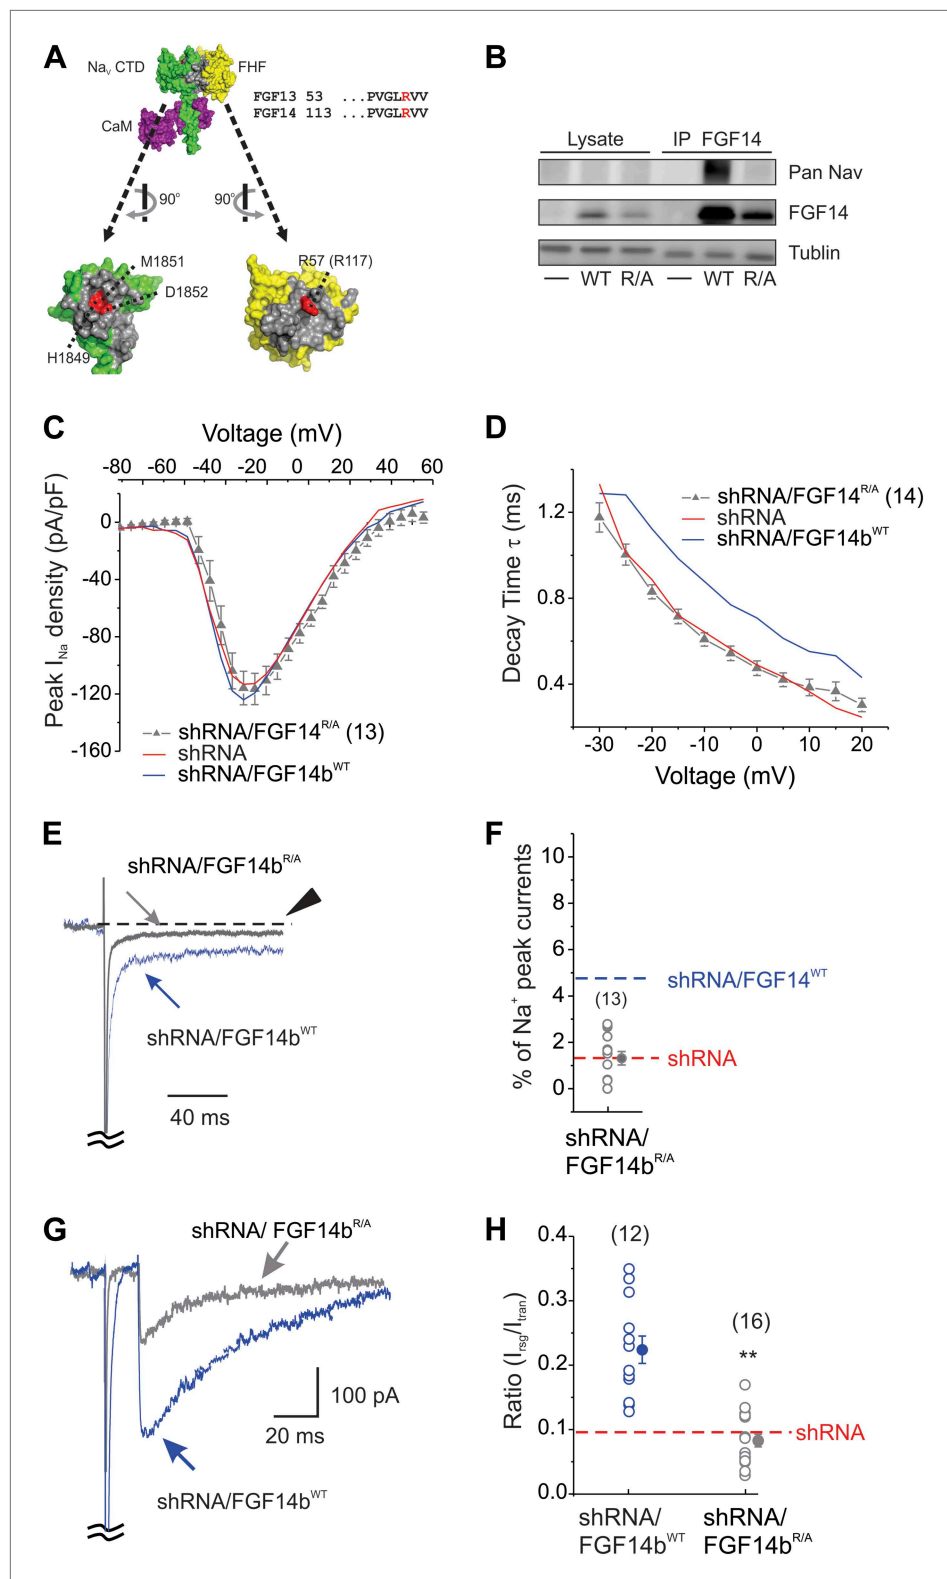 A
Nav CTD
FHF
CaM
FGF13 53 ...PVGLRVV
FGF14 113 ...PVGLRVV
90°
90°
M1851
D1852
H1849
R57 (R117)
B
Lysate
IP FGF14
Pan Nav
FGF14
Tublin
— WT R/A — WT R/A
C
Voltage (mV)
-80 -60 -40 -20 0 20 40 60
Peak INa density (pA/pF)
0
-40
-80
-120
-160
shRNA/FGF14R/A (13)
shRNA
shRNA/FGF14bWT
D
Decay Time τ (ms)
1.2
0.8
0.4
shRNA/FGF14R/A (14)
shRNA
shRNA/FGF14bWT
-30 -20 -10 0 10 20
Voltage (mV)
E
shRNA/FGF14bR/A
shRNA/FGF14bWT
40 ms
F
% of Na+ peak currents
10
8
6
4
2
0
shRNA/FGF14WT
(13)
shRNA
shRNA/
FGF14bR/A
G
shRNA/ FGF14bR/A
100 pA
20 ms
shRNA/FGF14bWT
H
Ratio (Irsg/Itran)
0.4
0.3
0.2
0.1
0.0
(12)
(16)
**
shRNA
shRNA/
FGF14bWT
shRNA/
FGF14bR/A